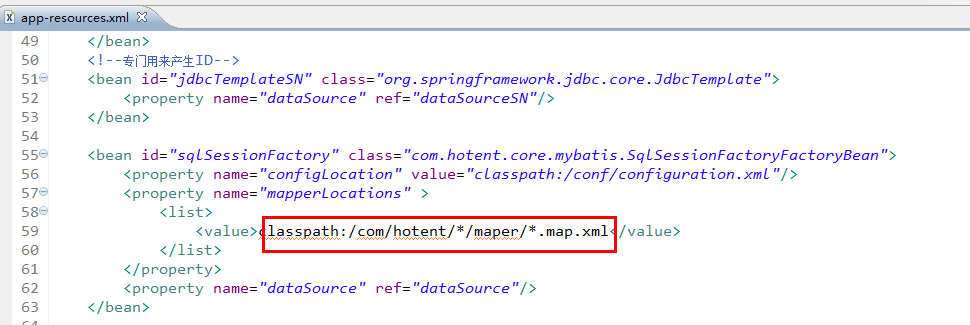 app-resources.xml
49 </bean>
50 <!--专门用来产生ID-->
51 <bean id="jdbcTemplateSN" class="org.springframework.jdbc.core.JdbcTemplate">
52 <property name="dataSource" ref="dataSourceSN"/>
53 </bean>
54
55 <bean id="sqlSessionFactory" class="com.hotent.core.mybatis.SqlSessionFactoryFactoryBean">
56 <property name="configLocation" value="classpath:/conf/configuration.xml"/>
57 <property name="mapperLocations" >
58 <list>
59 <value>classpath:/com/hotent/*/maper/*.map.xml</value>
60 </list>
61 </property>
62 <property name="dataSource" ref="dataSource"/>
63 </bean>